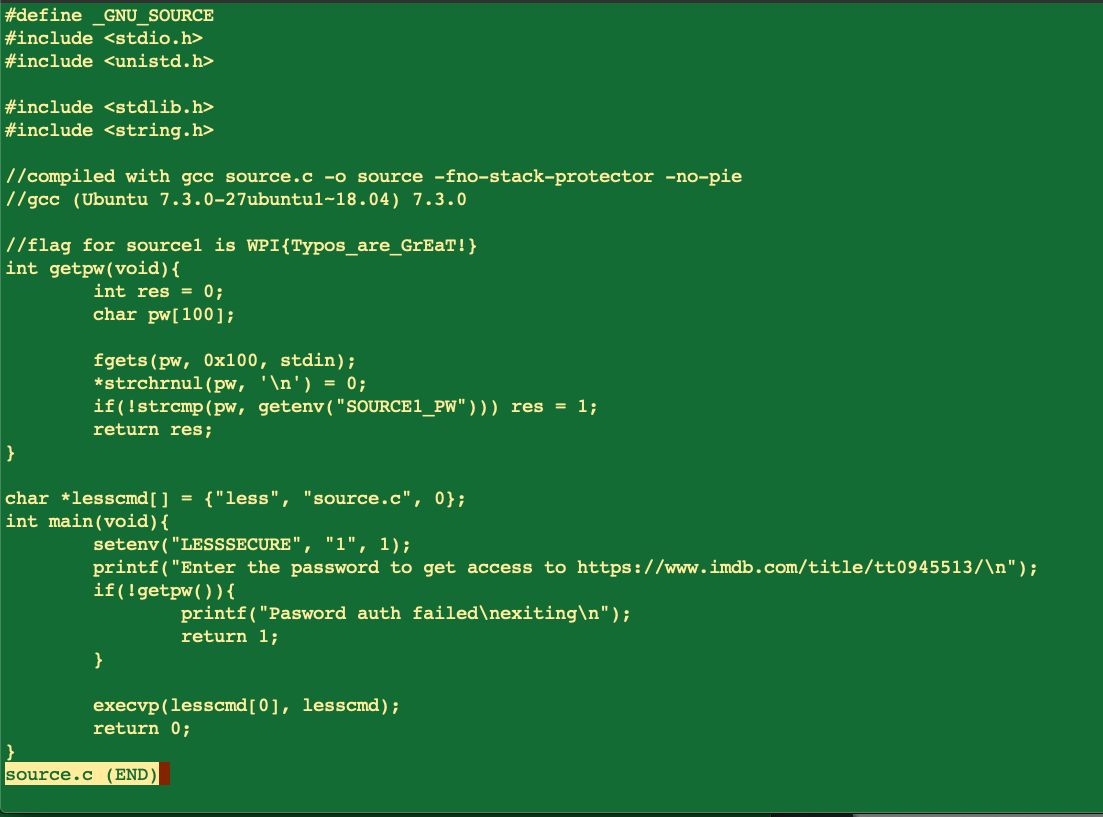 #define _GNU_SOURCE
#include <stdio.h>
#include <unistd.h>
#include <stdlib.h>
#include <string.h>
//compiled with gcc source.c -o source -fno-stack-protector -no-pie
//gcc (Ubuntu 7.3.0-27ubuntu1~18.04) 7.3.0
//flag for source1 is WPI{Typos_are_GrEaT!}
int getpw(void){
        int res = 0;
        char pw[100];
        fgets(pw, 0x100, stdin);
        *strchrnul(pw, '\n') = 0;
        if(!strcmp(pw, getenv("SOURCE1_PW"))) res = 1;
        return res;
}
char *lesscmd[] = {"less", "source.c", 0};
int main(void){
        setenv("LESSSECURE", "1", 1);
        printf("Enter the password to get access to https://www.imdb.com/title/tt0945513/\n");
        if(!getpw()){
                printf("Pasword auth failed\nexiting\n");
                return 1;
        }
        execvp(lesscmd[0], lesscmd);
        return 0;
}
source.c (END)